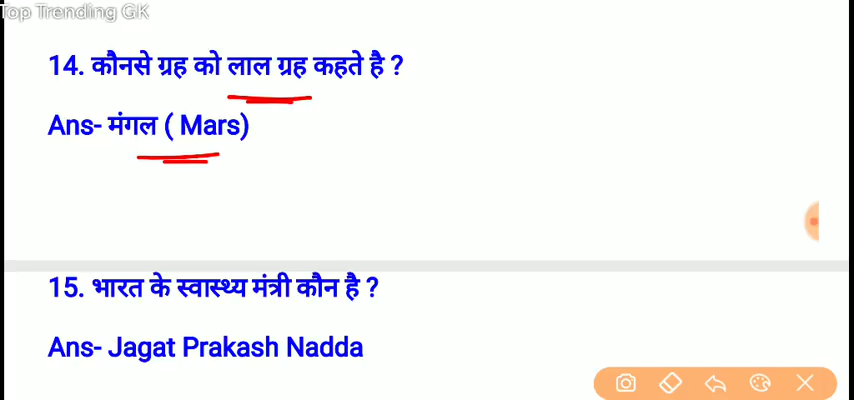 Top Trending GK
14. कौनसे ग्रह को लाल ग्रह कहते है ?
Ans- मंगल ( Mars)
15. भारत के स्वास्थ्य मंत्री कौन है ?
Ans- Jagat Prakash Nadda